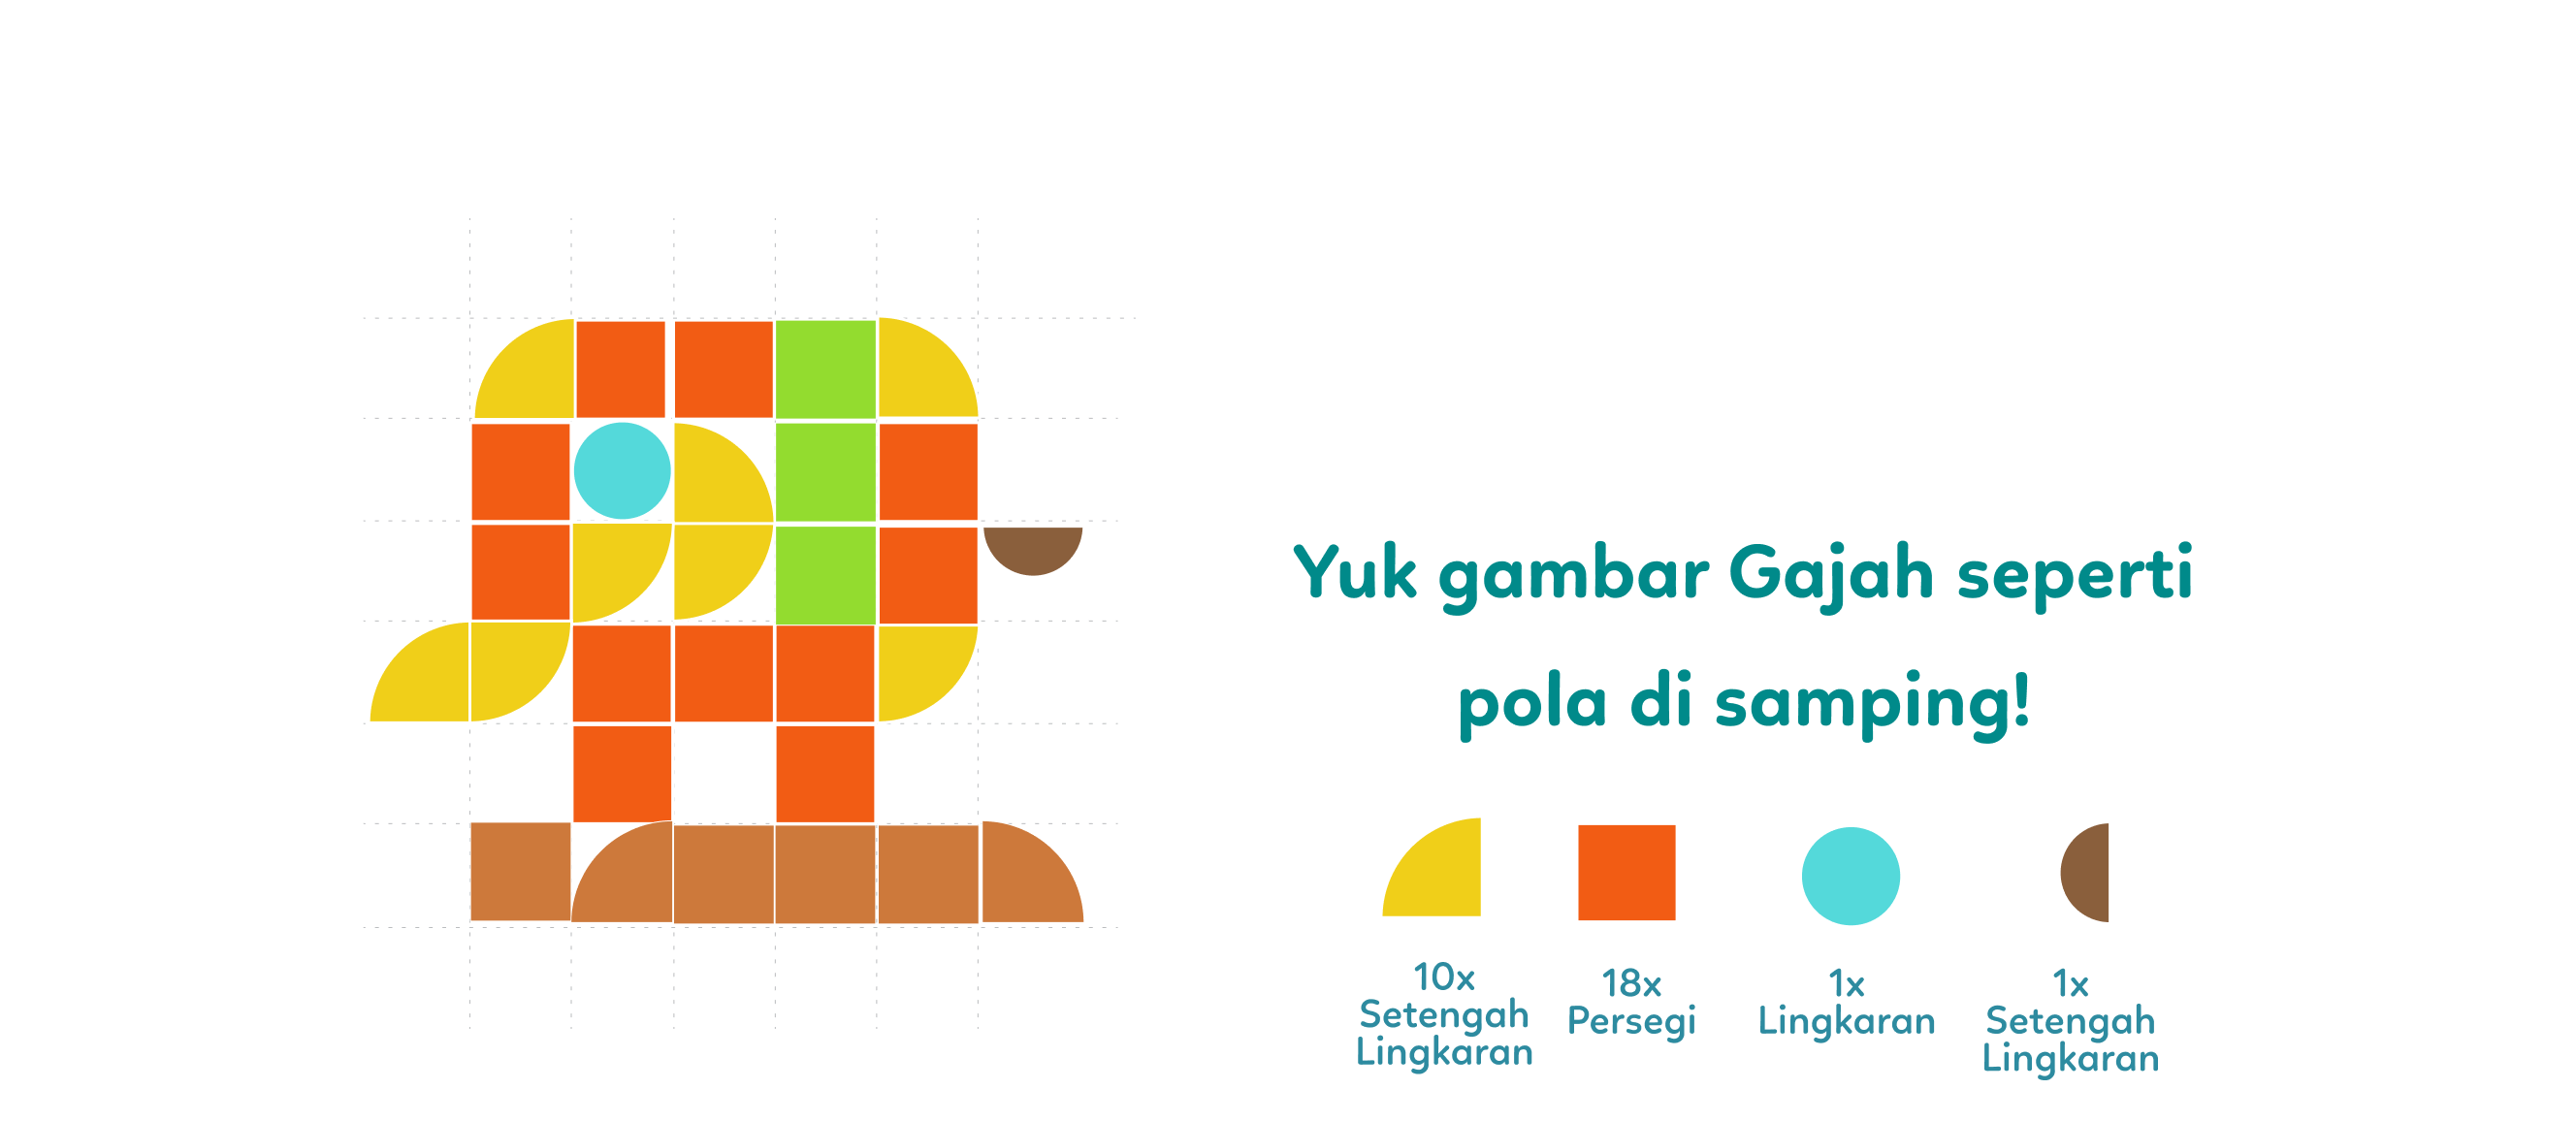 Yuk gambar Gajah seperti
pola di samping!
10x
Setengah
Lingkaran
18x
Persegi
1x
Lingkaran
1x
Setengah
Lingkaran